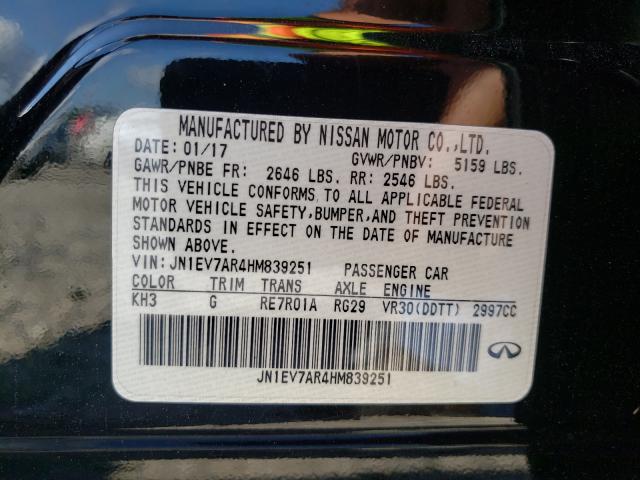 MANUFACTURED BY NISSAN MOTOR CO.,LTD.
DATE: 01/17 GVWR/PNBV: 5159 LBS.
GAWR/PNBE FR: 2646 LBS. RR: 2546 LBS.
THIS VEHICLE CONFORMS TO ALL APPLICABLE FEDERAL
MOTOR VEHICLE SAFETY,BUMPER,AND THEFT PREVENTION
STANDARDS IN EFFECT ON THE DATE OF MANUFACTURE
SHOWN ABOVE.
VIN:JN1EV7AR4HM839251 PASSENGER CAR
COLOR TRIM TRANS AXLE ENGINE
KH3 G RE7R01A RG29 VR30(DDTT) 2997CC
JN1EV7AR4HM839251